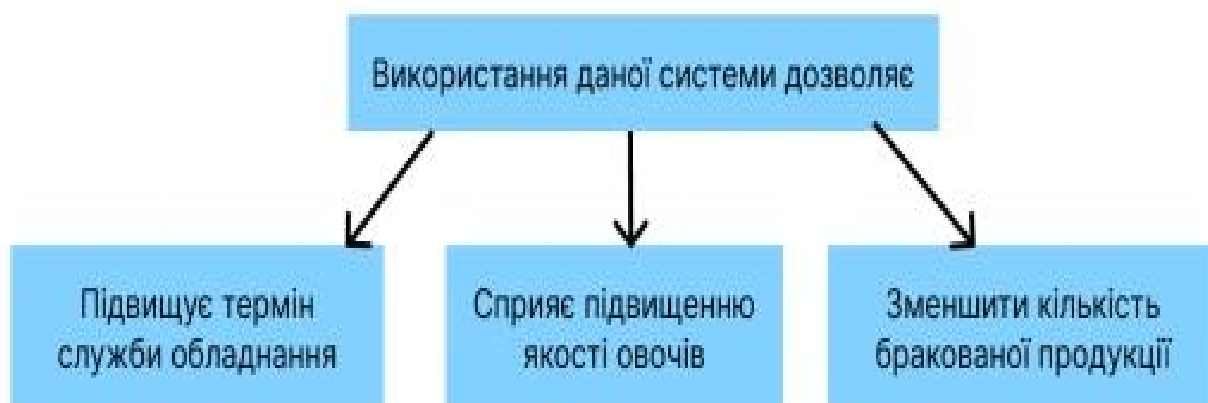 Використання даної системи дозволяє
Підвищує термін
служби обладнання
Сприяє підвищенню
якості овочів
Зменшити кількість
бракованої продукції